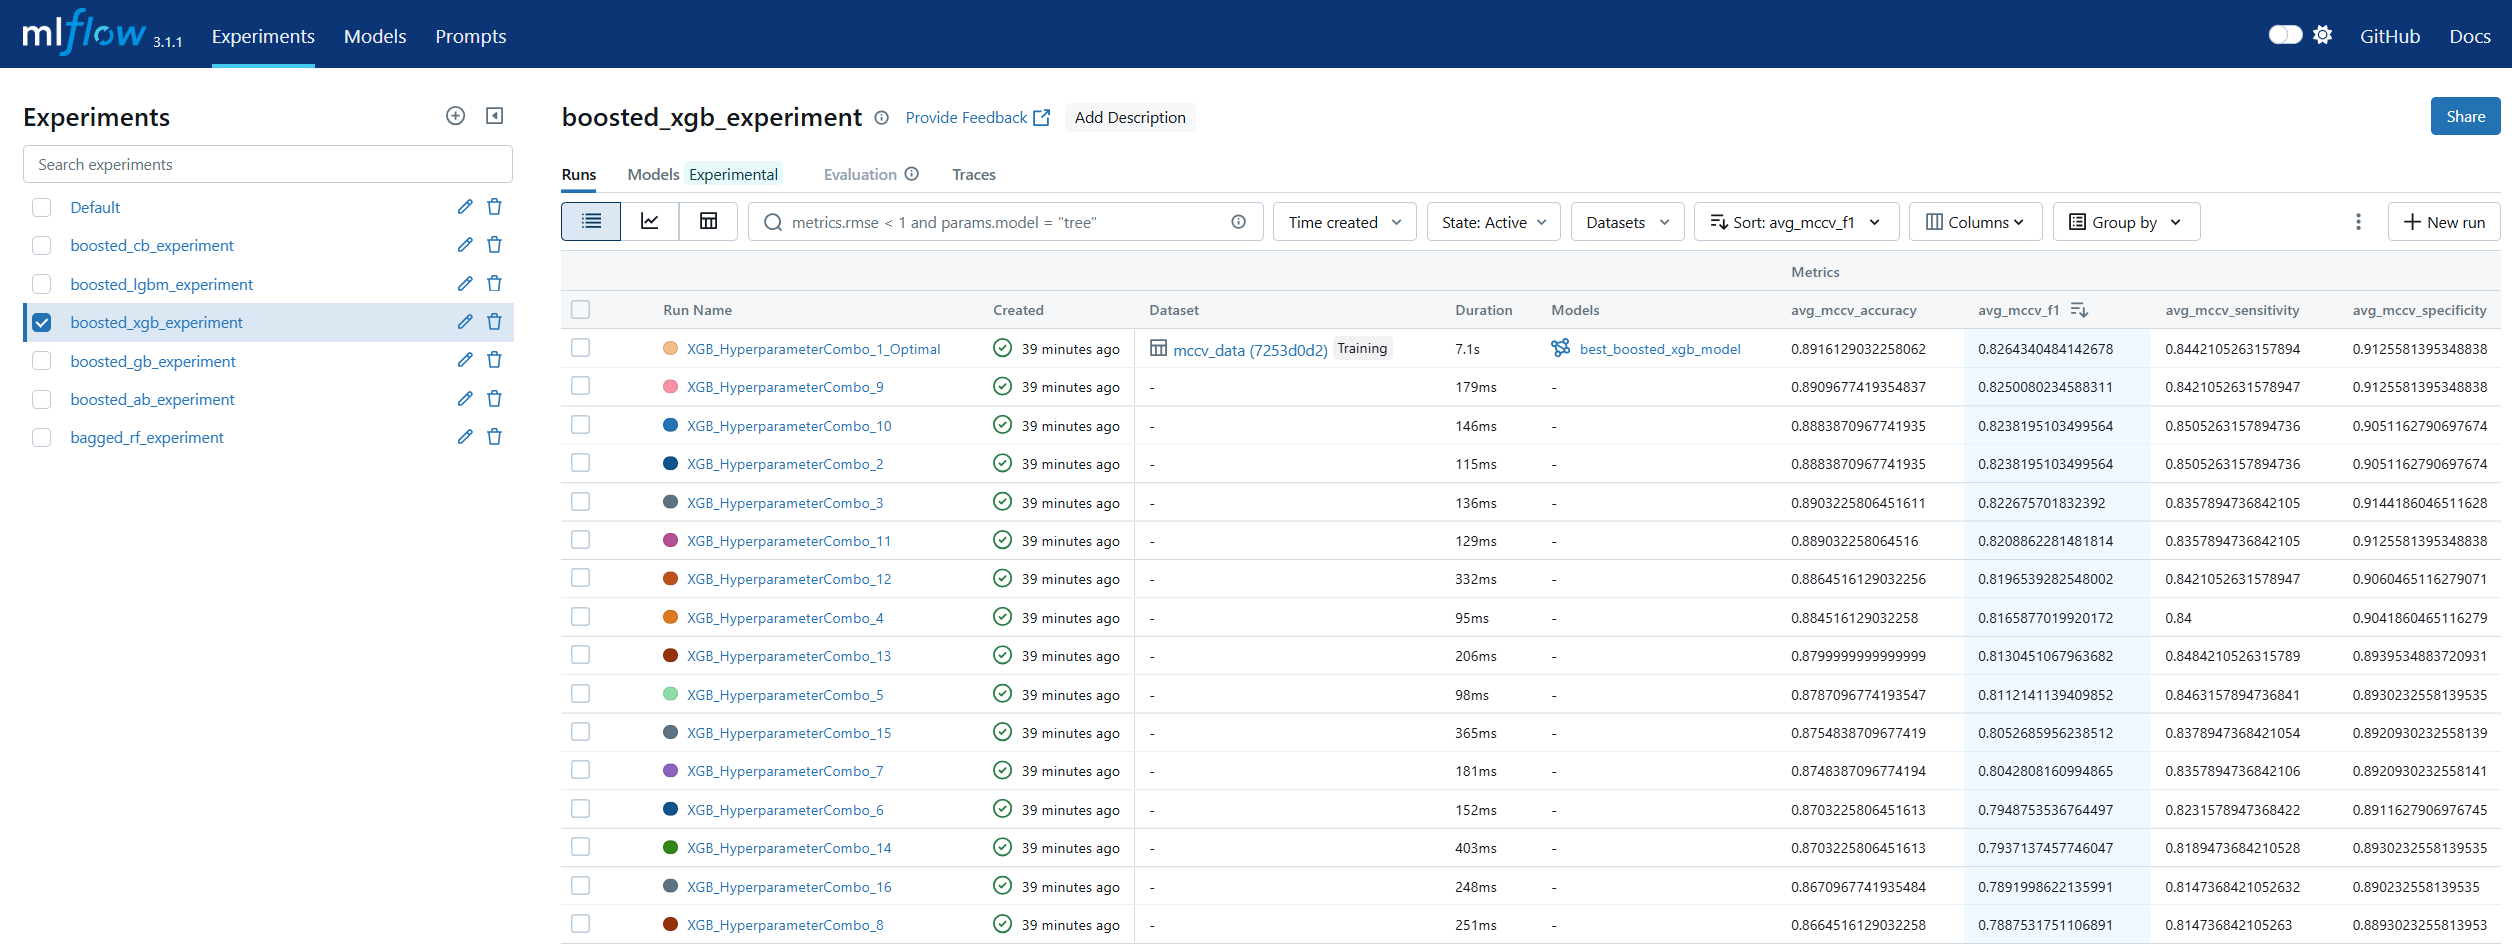 mlflow 3.1.1 Experiments Models Prompts GitHub Docs
Experiments
Search experiments
Default
boosted_cb_experiment
boosted_lgbm_experiment
boosted_xgb_experiment
boosted_gb_experiment
boosted_ab_experiment
bagged_rf_experiment
boosted_xgb_experiment Provide Feedback Add Description Share
Runs Models Experimental Evaluation Traces
metrics.rmse < 1 and params.model = "tree" Time created State: Active Datasets Sort: avg_mccv_f1 Columns Group by New run
Metrics
Run Name Created Dataset Duration Models avg_mccv_accuracy avg_mccv_f1 avg_mccv_sensitivity avg_mccv_specificity
XGB_HyperparameterCombo_1_Optimal 39 minutes ago mccv_data (7253d0d2) Training 7.1s best_boosted_xgb_model 0.8916129032258062 0.8264340484142678 0.8442105263157894 0.9125581395348838
XGB_HyperparameterCombo_9 39 minutes ago - 179ms - 0.8909677419354837 0.8250080234588311 0.8421052631578947 0.9125581395348838
XGB_HyperparameterCombo_10 39 minutes ago - 146ms - 0.8883870967741935 0.8238195103499564 0.8505263157894736 0.9051162790697674
XGB_HyperparameterCombo_2 39 minutes ago - 115ms - 0.8883870967741935 0.8238195103499564 0.8505263157894736 0.9051162790697674
XGB_HyperparameterCombo_3 39 minutes ago - 136ms - 0.8903225806451611 0.822675701832392 0.8357894736842105 0.9144186046511628
XGB_HyperparameterCombo_11 39 minutes ago - 129ms - 0.889032258064516 0.8208862281481814 0.8357894736842105 0.9125581395348838
XGB_HyperparameterCombo_12 39 minutes ago - 332ms - 0.8864516129032256 0.8196539282548002 0.8421052631578947 0.9060465116279071
XGB_HyperparameterCombo_4 39 minutes ago - 95ms - 0.884516129032258 0.8165877019920172 0.84 0.9041860465116279
XGB_HyperparameterCombo_13 39 minutes ago - 206ms - 0.8799999999999999 0.8130451067963682 0.8484210526315789 0.8939534883720931
XGB_HyperparameterCombo_5 39 minutes ago - 98ms - 0.8787096774193547 0.8112141139409852 0.8463157894736841 0.8930232558139535
XGB_HyperparameterCombo_15 39 minutes ago - 365ms - 0.8754838709677419 0.8052685956238512 0.8378947368421054 0.8920930232558139
XGB_HyperparameterCombo_7 39 minutes ago - 181ms - 0.8748387096774194 0.8042808160994865 0.8357894736842106 0.8920930232558141
XGB_HyperparameterCombo_6 39 minutes ago - 152ms - 0.8703225806451613 0.7948753536764497 0.8231578947368422 0.8911627906976745
XGB_HyperparameterCombo_14 39 minutes ago - 403ms - 0.8703225806451613 0.7937137457746047 0.8189473684210528 0.8930232558139535
XGB_HyperparameterCombo_16 39 minutes ago - 248ms - 0.8670967741935484 0.7891998622135991 0.8147368421052632 0.890232558139535
XGB_HyperparameterCombo_8 39 minutes ago - 251ms - 0.8664516129032258 0.7887531751106891 0.814736842105263 0.8893023255813953